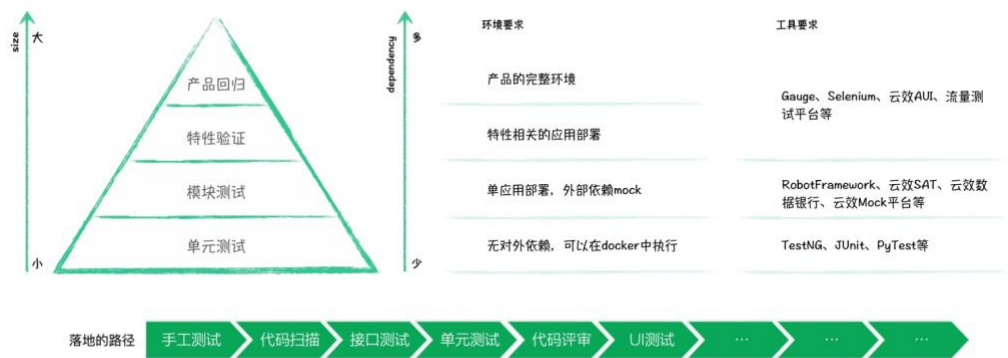 size
大
小
产品回归
特性验证
模块测试
单元测试
dependency
多
少
环境要求
产品的完整环境
特性相关的应用部署
单应用部署，外部依赖mock
无对外依赖，可以在docker中执行
工具要求
Gauge、Selenium、云效AUI、流量测
试平台等
RobotFramework、云效SAT、云效数
据银行、云效Mock平台等
TestNG、JUnit、PyTest等
落地的路径
手工测试
代码扫描
接口测试
单元测试
代码评审
UI测试
...
...
...